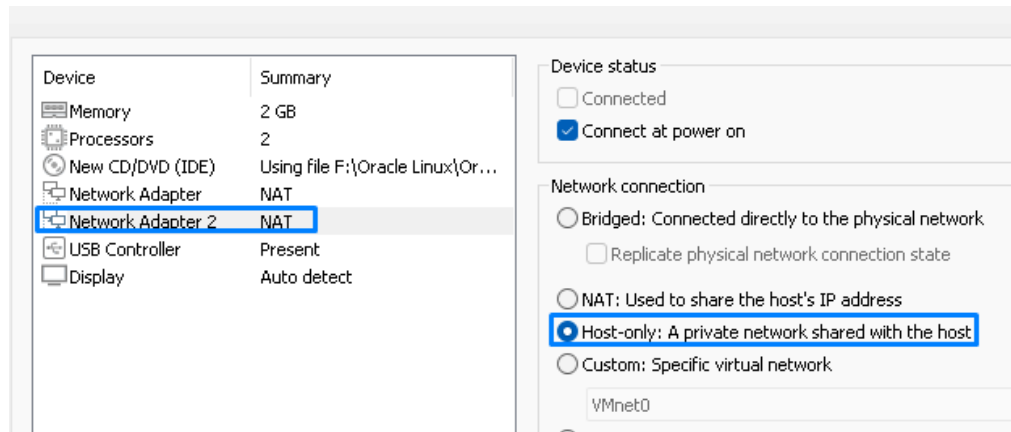 Device Summary
Memory 2 GB
Processors 2
New CD/DVD (IDE) Using file F:\Oracle Linux\Or...
Network Adapter NAT
Network Adapter 2 NAT
USB Controller Present
Display Auto detect
Device status
Connected
Connect at power on
Network connection
Bridged: Connected directly to the physical network
Replicate physical network connection state
NAT: Used to share the host's IP address
Host-only: A private network shared with the host
Custom: Specific virtual network
VMnet0